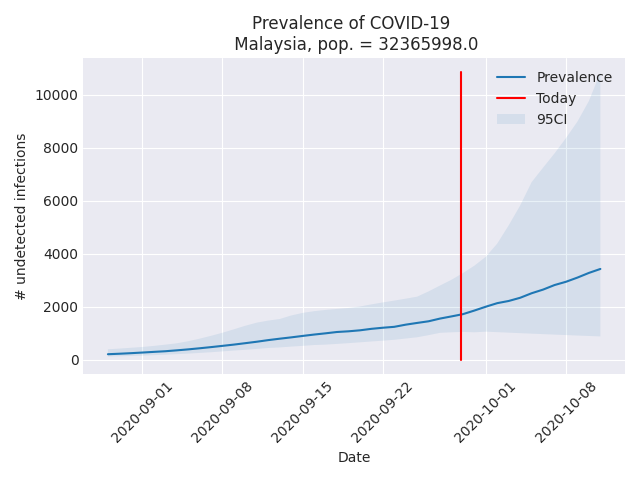 Prevalence of COVID-19
Malaysia, pop. = 32365998.0
Prevalence
Today
95CI
10000
8000
6000
4000
2000
0
# undetected infections
2020-09-01
2020-09-08
2020-09-15
2020-09-22
2020-10-01
2020-10-08
Date